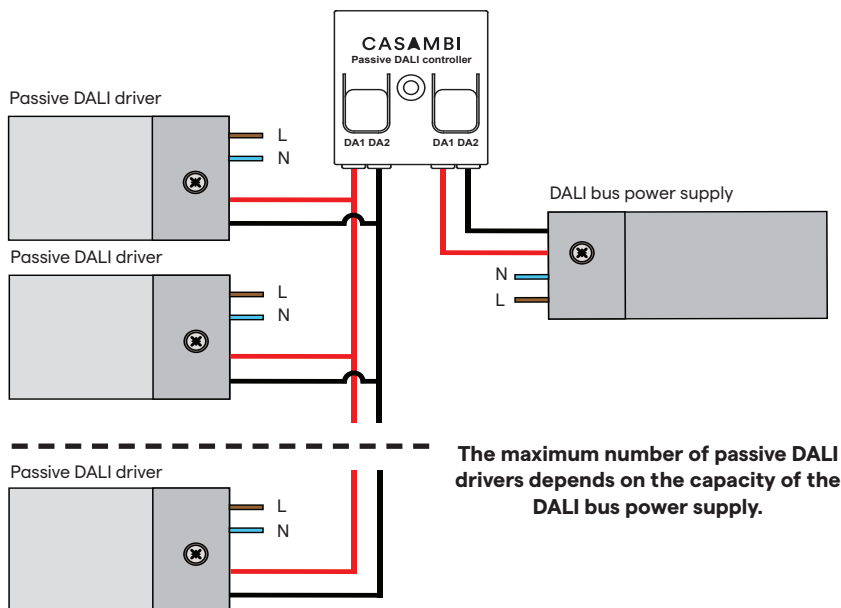 CASAMBI
Passive DALI controller
DA1 DA2
DA1 DA2
Passive DALI driver
L
N
DALI bus power supply
N
L
Passive DALI driver
L
N
The maximum number of passive DALI
drivers depends on the capacity of the
DALI bus power supply.
Passive DALI driver
L
N